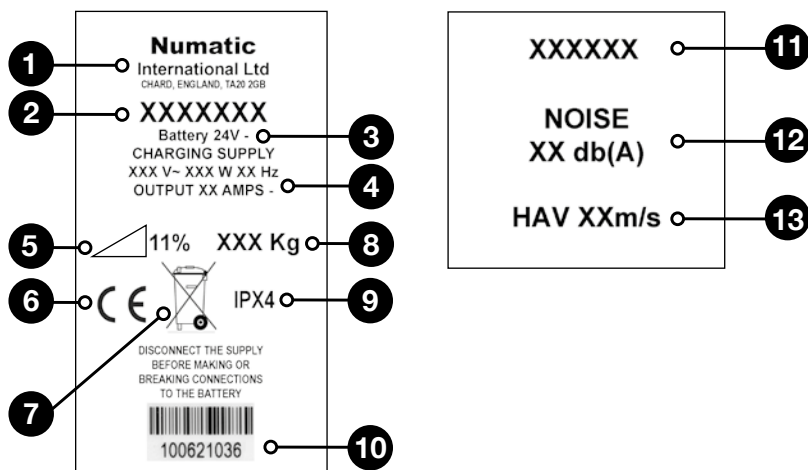 Numatic
International Ltd
CHARD, ENGLAND, TA20 2GB
XXXXXXX
Battery 24V -
CHARGING SUPPLY
XXX V~ XXX W XX Hz
OUTPUT XX AMPS -
11%
XXX Kg
CE
IPX4
DISCONNECT THE SUPPLY
BEFORE MAKING OR
BREAKING CONNECTIONS
TO THE BATTERY
100621036
1
2
3
4
5
6
7
8
9
10
XXXXXX
NOISE
XX db(A)
HAV XXm/s
11
12
13